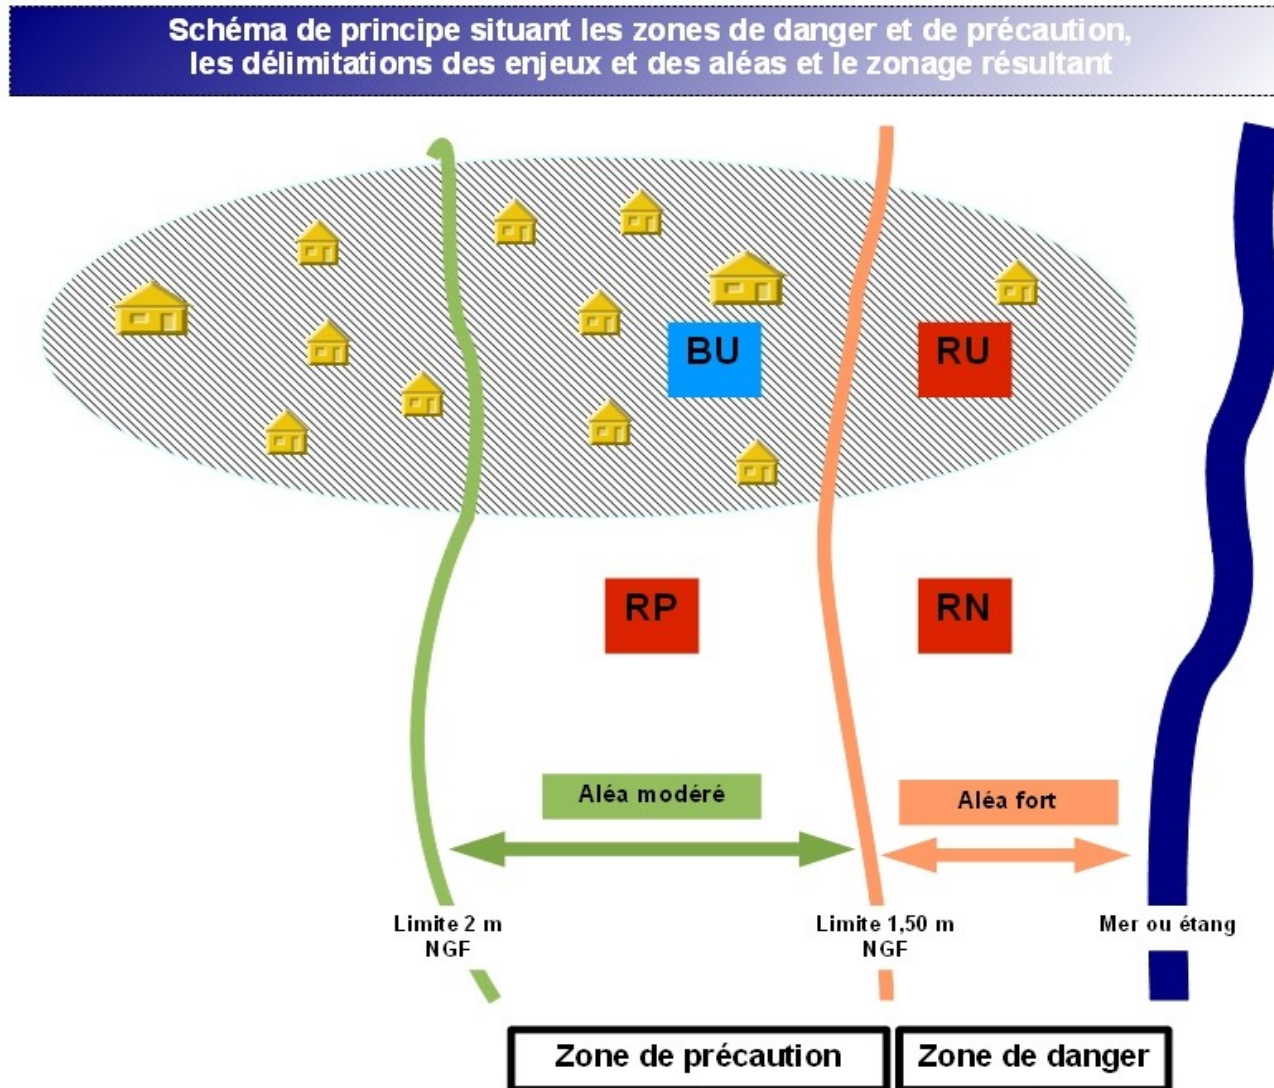 Schéma de principe situant les zones de danger et de précaution,
les délimitations des enjeux et des aléas et le zonage résultant
BU
RU
RP
RN
Aléa modéré
Aléa fort
Limite 2 m
NGF
Limite 1,50 m
NGF
Mer ou étang
Zone de précaution
Zone de danger